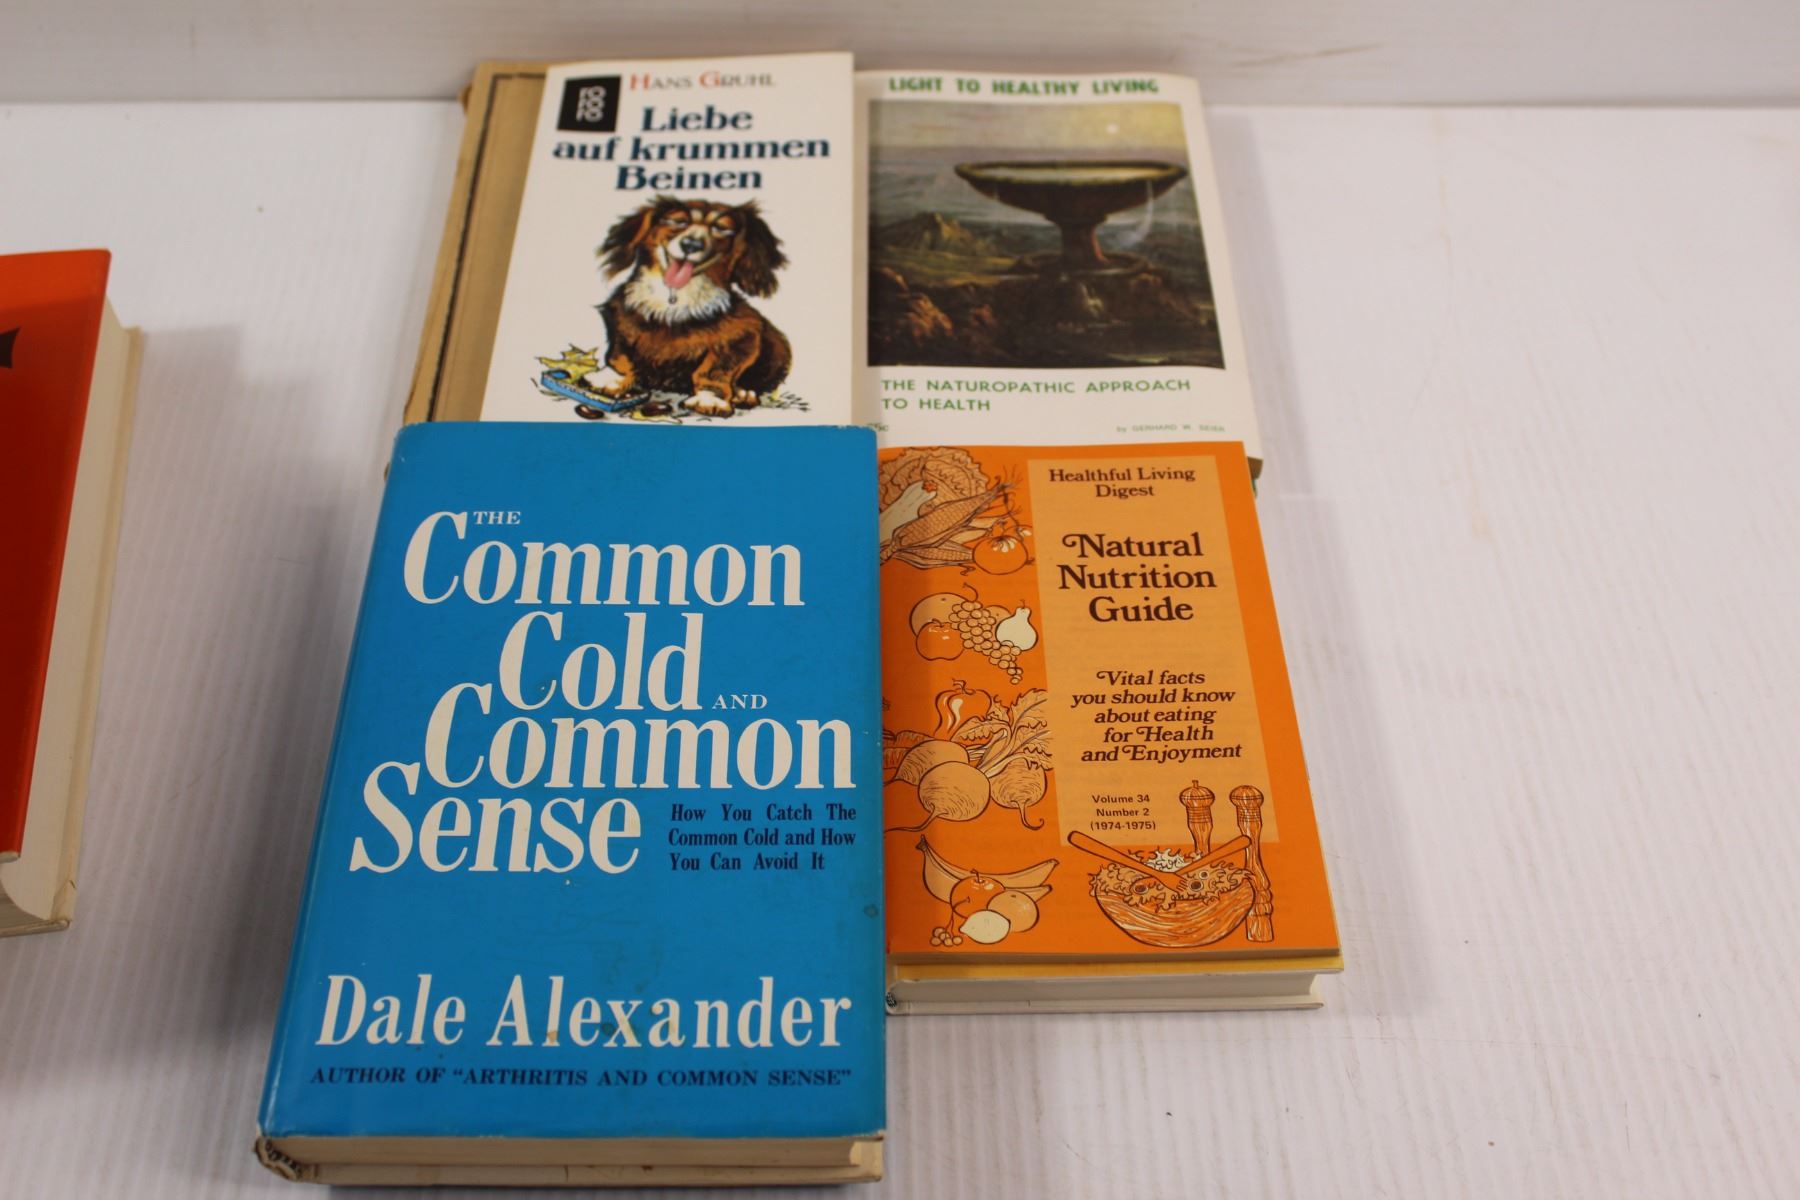 HANS GRUHL
rororo
Liebe
auf krummen
Beinen
LIGHT TO HEALTHY LIVING
THE NATUROPATHIC APPROACH
TO HEALTH
by GERHARD W. SEIER
THE
Common
Cold AND
Common
Sense
How You Catch The
Common Cold and How
You Can Avoid It
Dale Alexander
AUTHOR OF "ARTHRITIS AND COMMON SENSE"
Healthful Living
Digest
Natural
Nutrition
Guide
Vital facts
you should know
about eating
for Health
and Enjoyment
Volume 34
Number 2
(1974-1975)